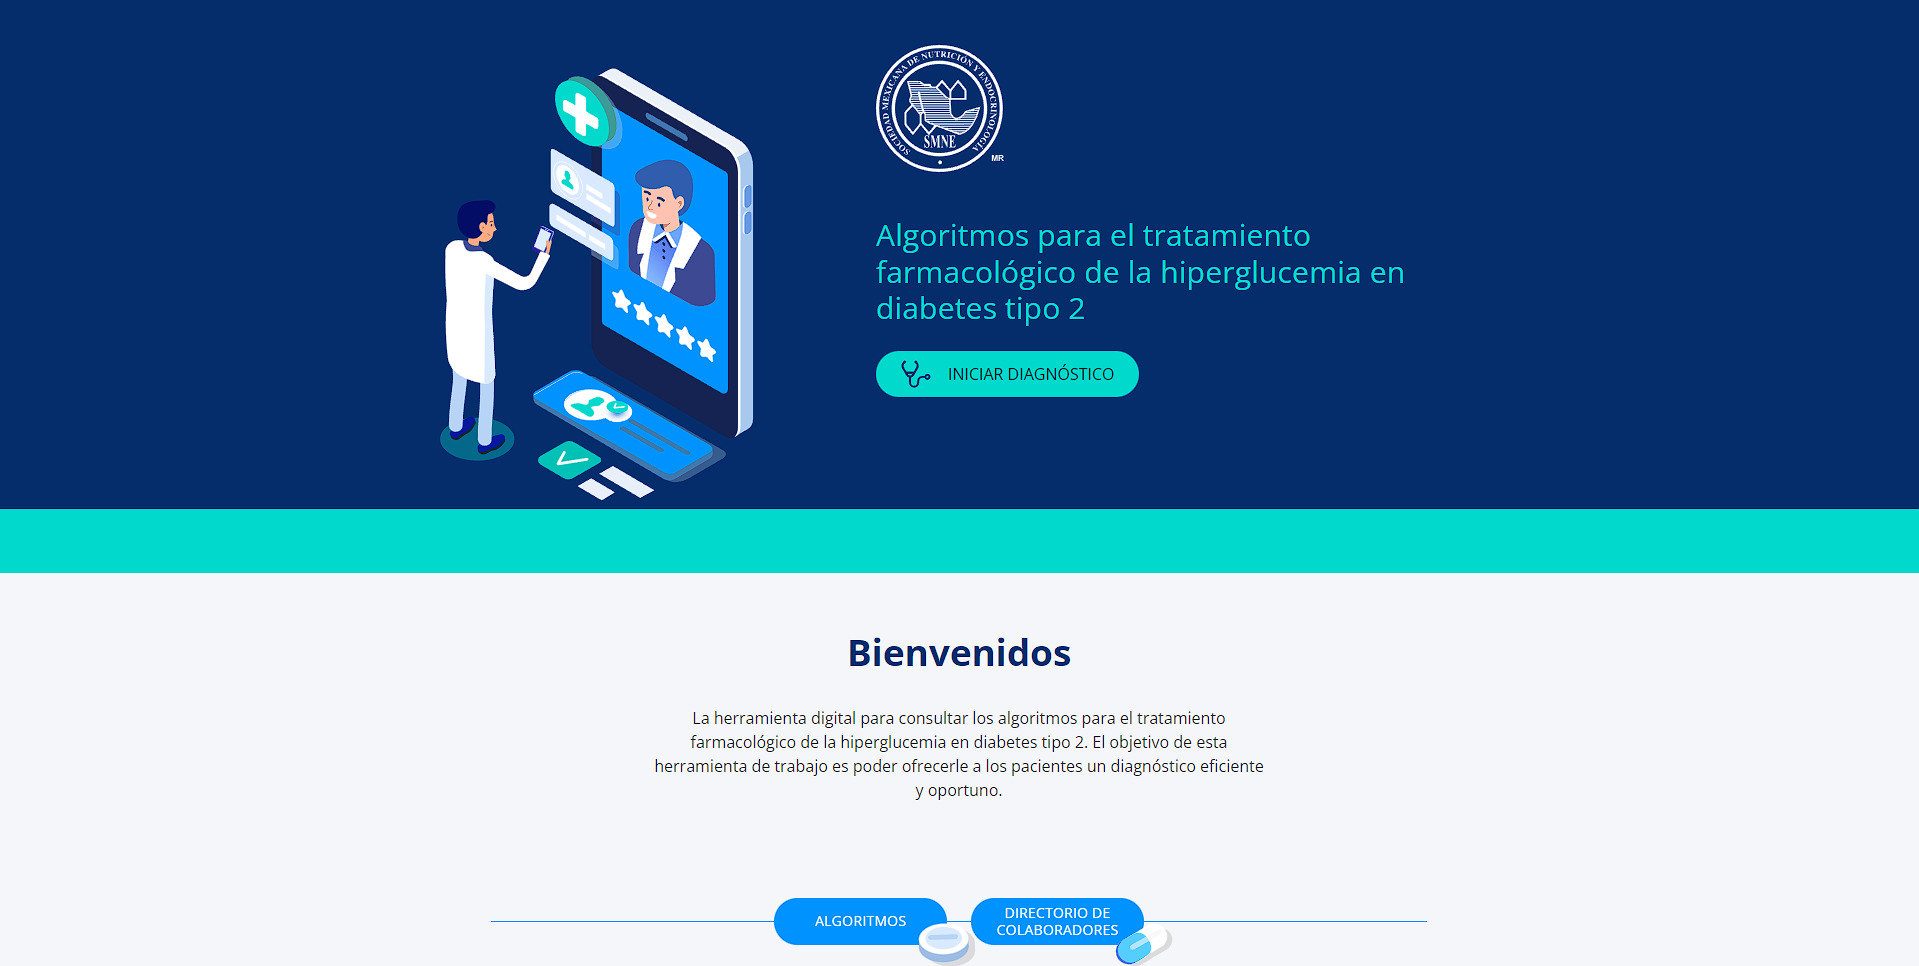 SOCIEDAD MEXICANA DE NUTRICIÓN Y ENDOCRINOLOGÍA
SMNE
MR
Algoritmos para el tratamiento
farmacológico de la hiperglucemia en
diabetes tipo 2
INICIAR DIAGNÓSTICO
Bienvenidos
La herramienta digital para consultar los algoritmos para el tratamiento
farmacológico de la hiperglucemia en diabetes tipo 2. El objetivo de esta
herramienta de trabajo es poder ofrecerle a los pacientes un diagnóstico eficiente
y oportuno.
ALGORITMOS
DIRECTORIO DE
COLABORADORES